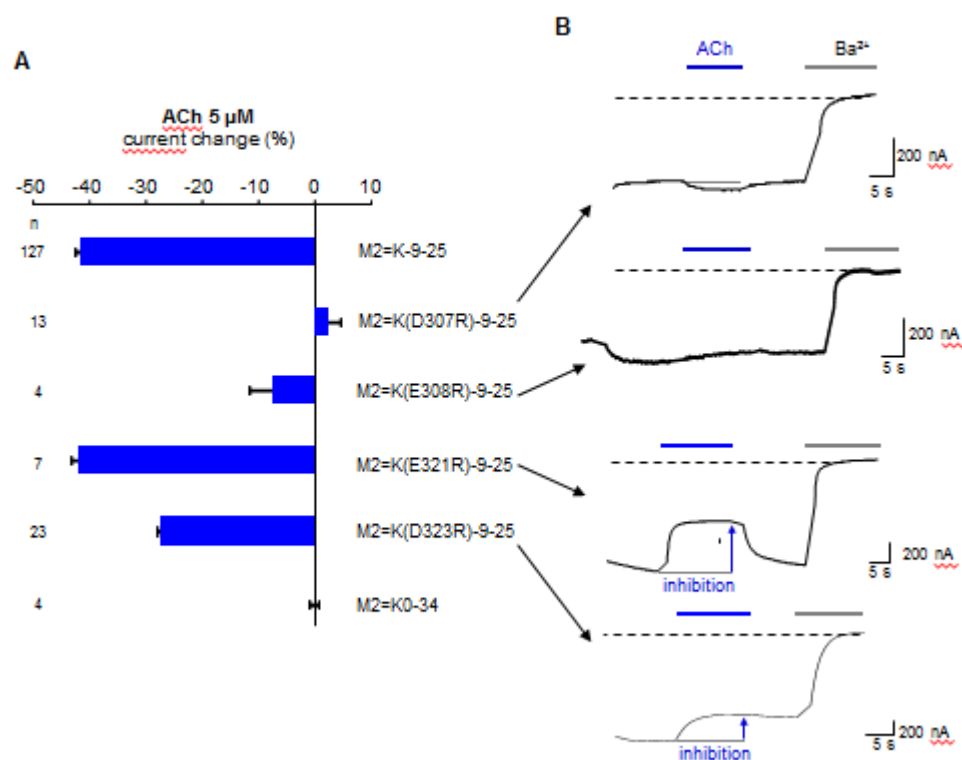 A
ACh 5 µM
current change (%)
-50 -40 -30 -20 -10 0 10
n
127 M2=K-9-25
13 M2=K(D307R)-9-25
4 M2=K(E308R)-9-25
7 M2=K(E321R)-9-25
23 M2=K(D323R)-9-25
4 M2=K0-34
B
ACh Ba²⁺
200 nA
5 s
200 nA
5 s
200 nA
5 s
inhibition
200 nA
5 s
inhibition